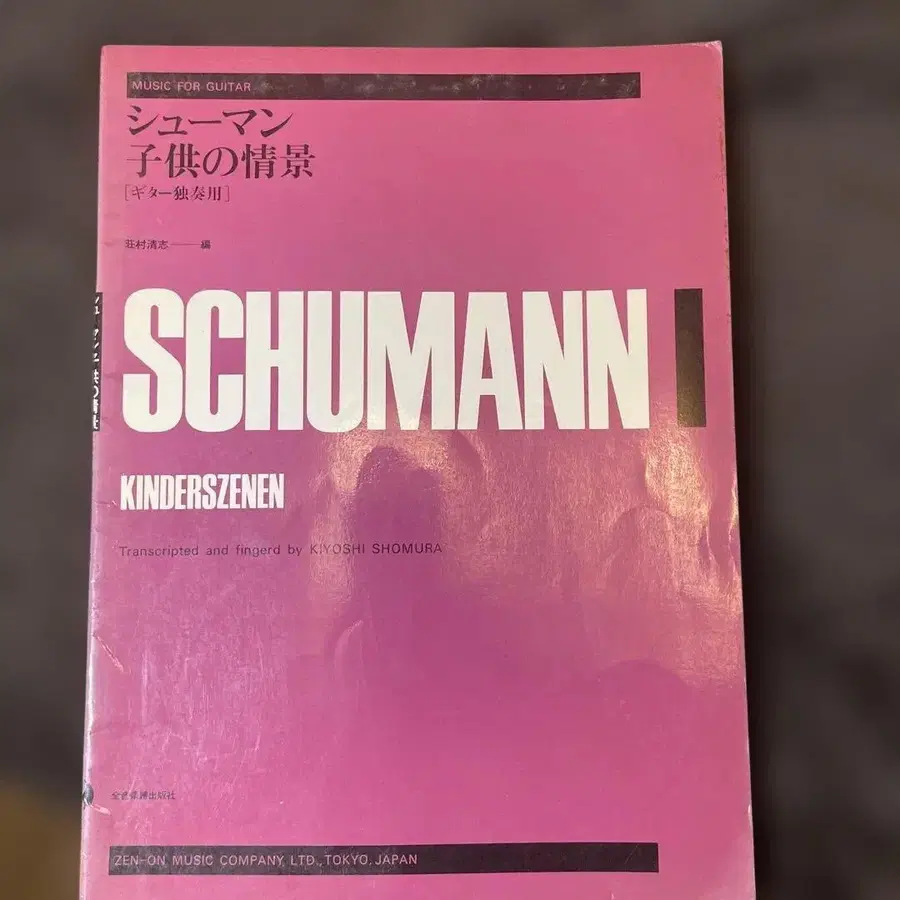 MUSIC FOR GUITAR
シューマン
子供の情景
[ギター独奏用]
荘村清志――編
SCHUMANN
KINDERSZENEN
Transcripted and fingerd by KIYOSHI SHOMURA
全音楽譜出版社
ZEN-ON MUSIC COMPANY, LTD., TOKYO, JAPAN